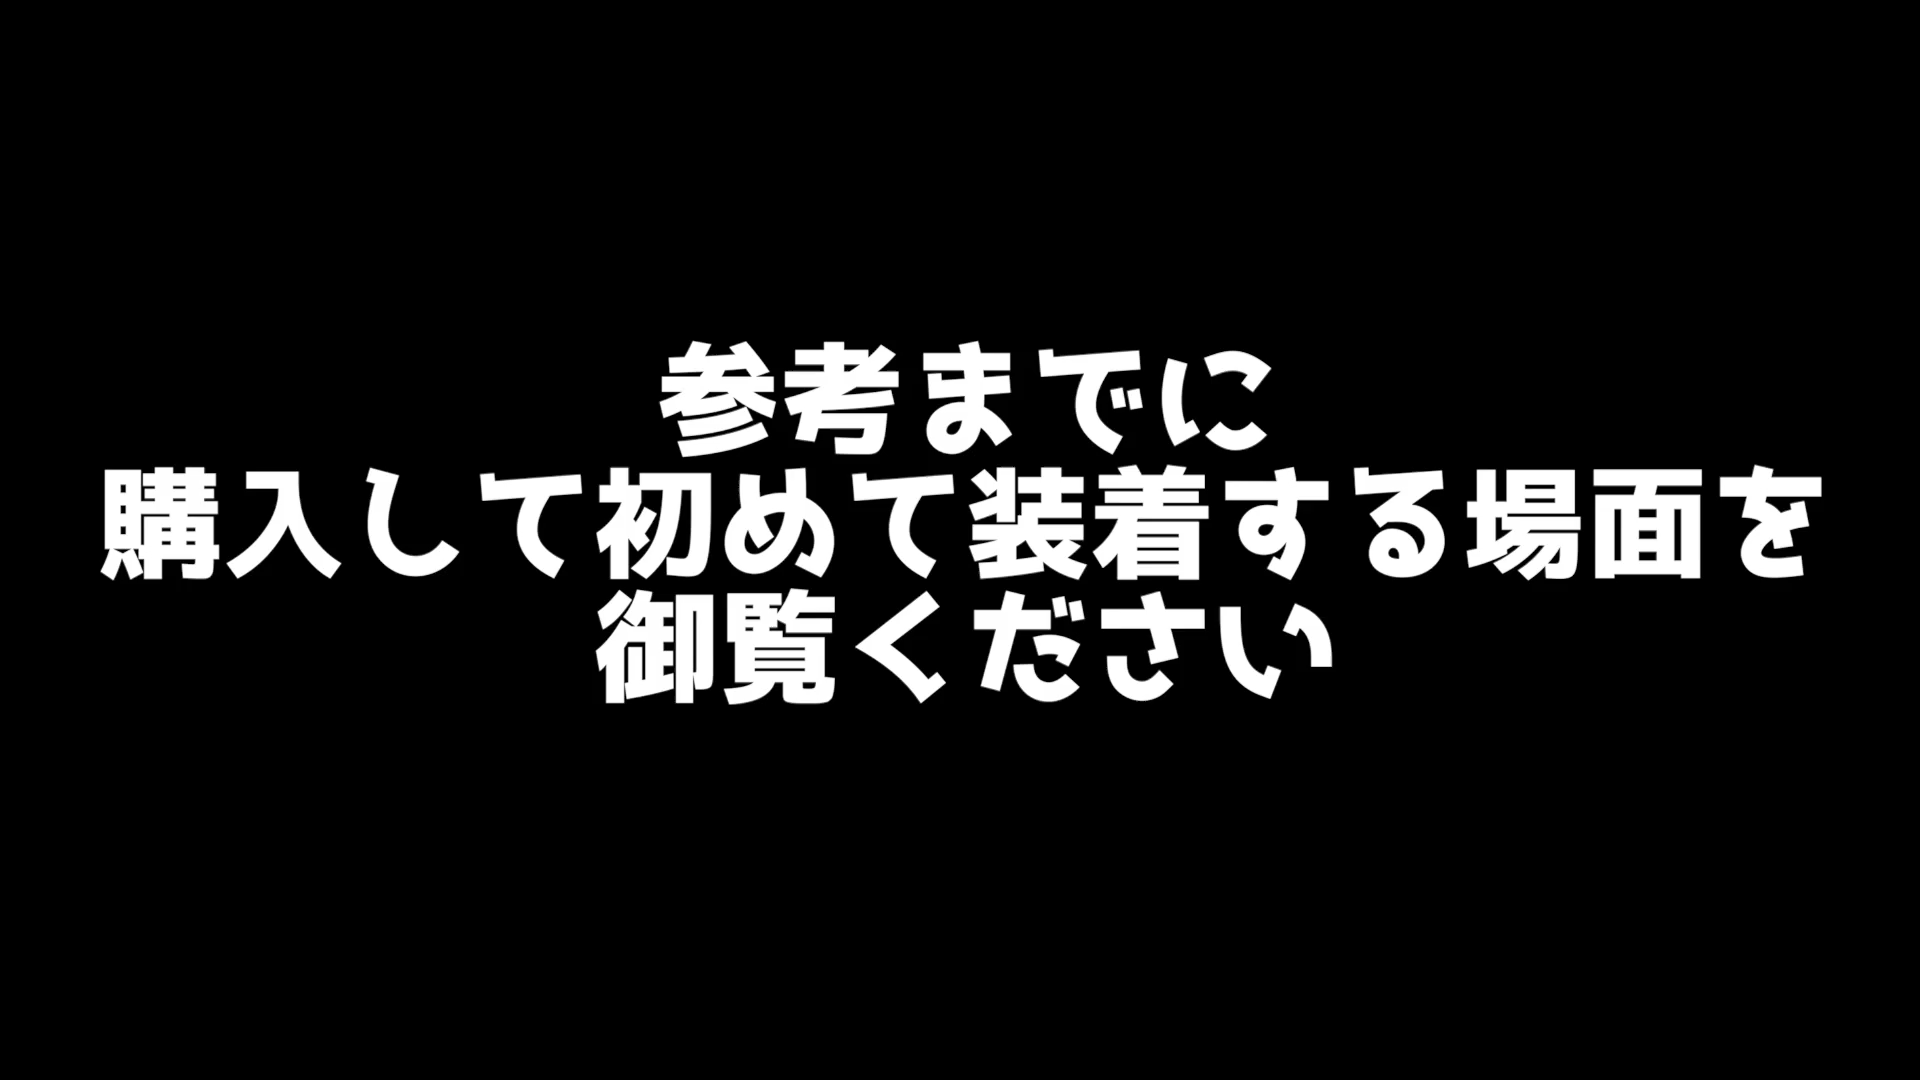 参考までに
購入して初めて装着する場面を
御覧ください